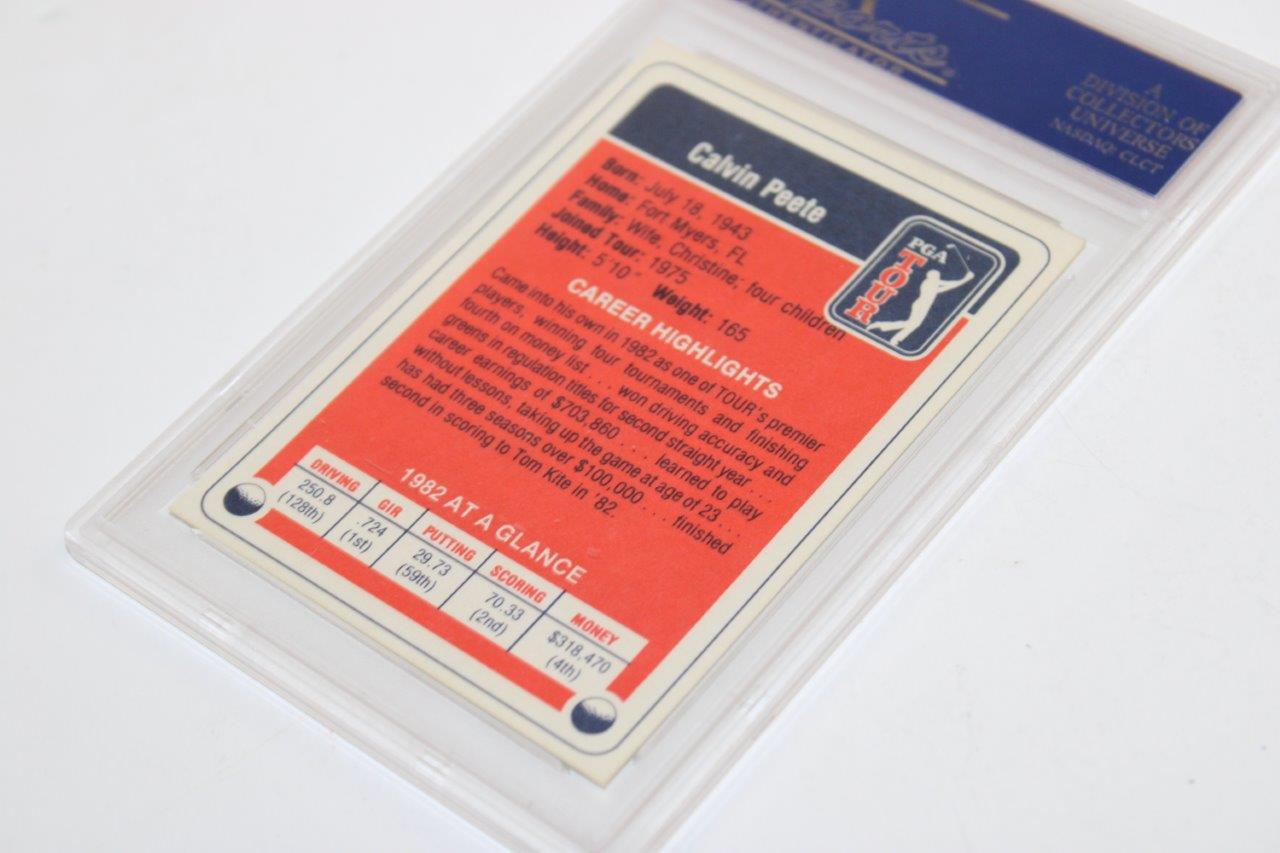 A
DIVISION OF
COLLECTORS
UNIVERSE
NASDAQ: CLCT
Calvin Peete
PGA
TOUR
Born: July 18, 1943
Home: Fort Myers, FL
Family: Wife, Christine; four children
Joined Tour: 1975
Height: 5'10" Weight: 165
CAREER HIGHLIGHTS
Came into his own in 1982 as one of TOUR's premier
players, winning four tournaments and finishing
fourth on money list . . . won driving accuracy and
greens in regulation titles for second straight year . . .
career earnings of $703,860 . . . learned to play
without lessons, taking up the game at age of 23 . . .
has had three seasons over $100,000 . . . finished
second in scoring to Tom Kite in '82.
1982 AT A GLANCE
DRIVING GIR PUTTING SCORING MONEY
250.8 .724 29.73 70.33 $318,470
(128th) (1st) (59th) (2nd) (4th)